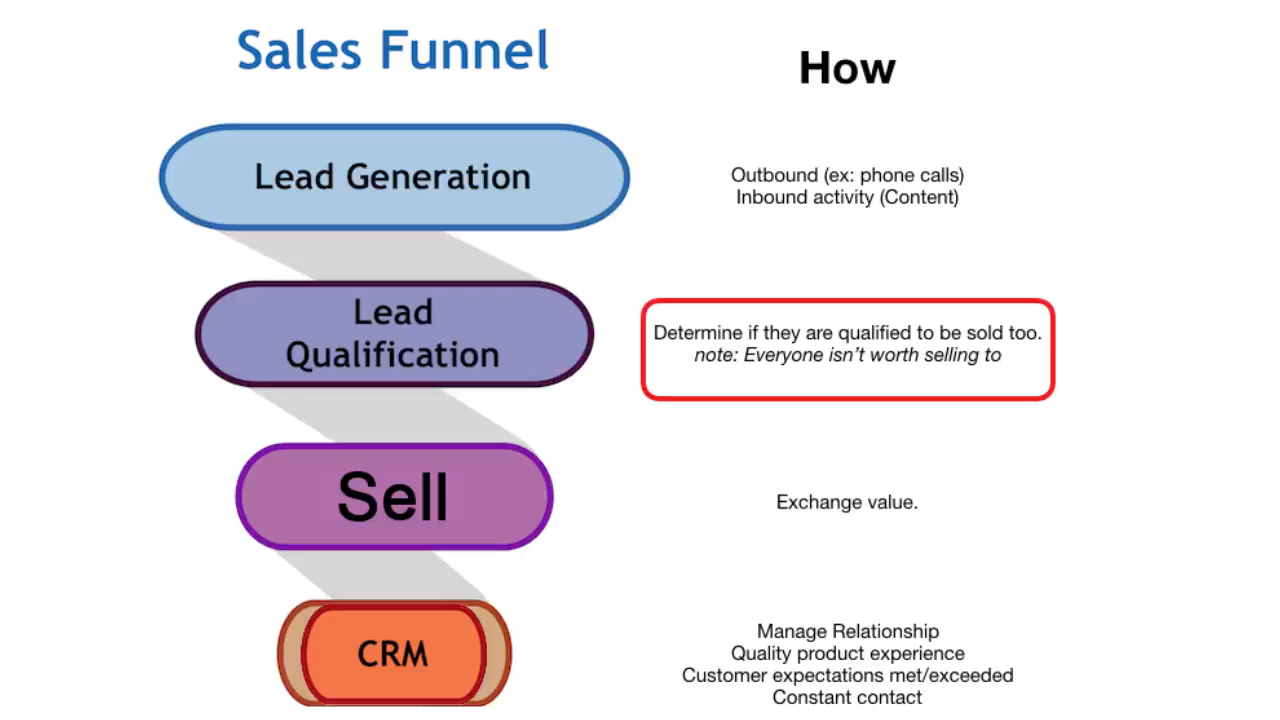 Sales Funnel
How
Lead Generation
Outbound (ex: phone calls)
Inbound activity (Content)
Lead
Qualification
Determine if they are qualified to be sold too.
note: Everyone isn’t worth selling to
Sell
Exchange value.
CRM
Manage Relationship
Quality product experience
Customer expectations met/exceeded
Constant contact